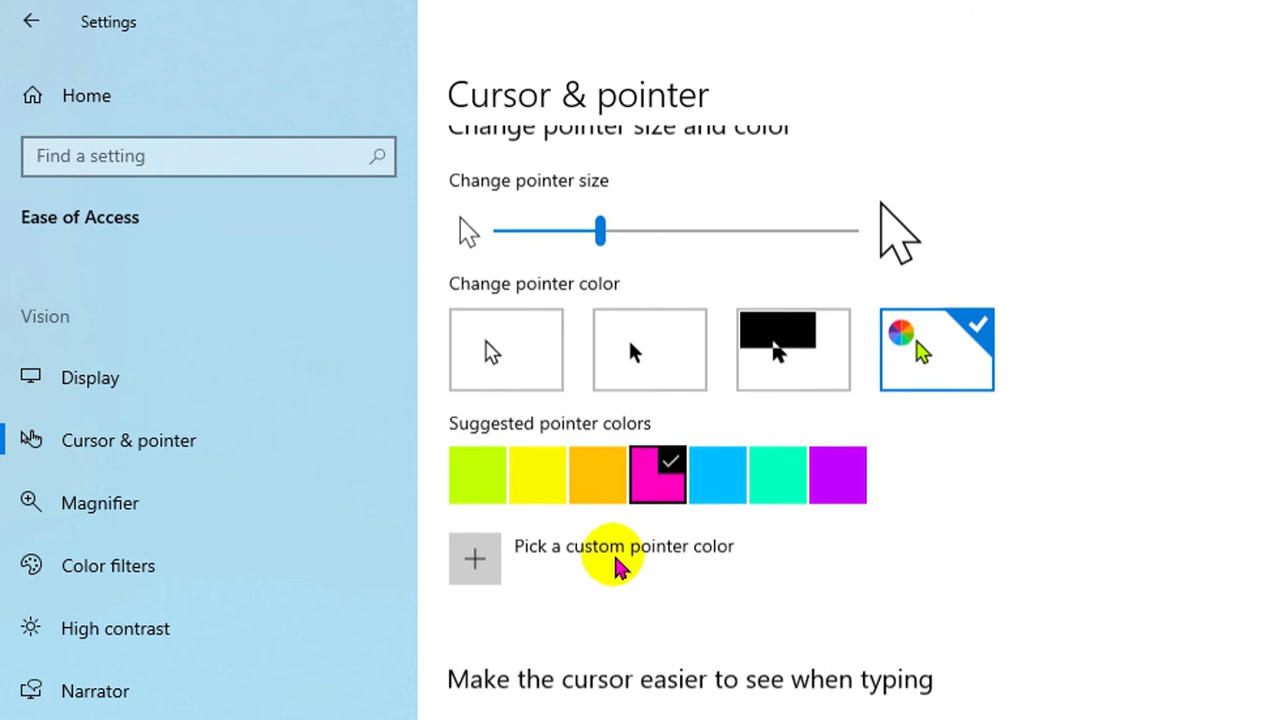 Settings
Home
Find a setting
Ease of Access
Vision
Display
Cursor & pointer
Magnifier
Color filters
High contrast
Narrator
Cursor & pointer
Change pointer size and color
Change pointer size
Change pointer color
Suggested pointer colors
Pick a custom pointer color
Make the cursor easier to see when typing